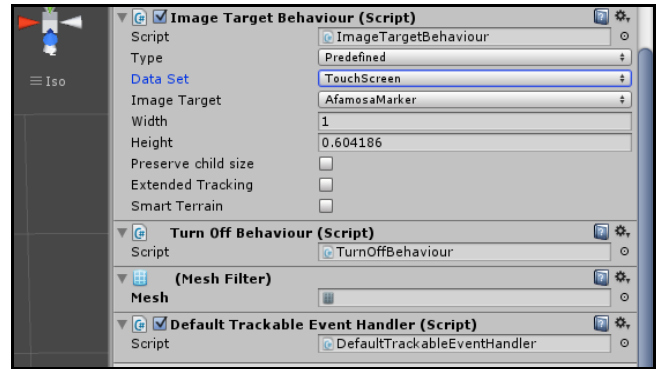 Image Target Behaviour (Script)
Script ImageTargetBehaviour
Type Predefined
Iso
Data Set TouchScreen
Image Target AfamosaMarker
Width 1
Height 0.604186
Preserve child size
Extended Tracking
Smart Terrain
Turn Off Behaviour (Script)
Script TurnOffBehaviour
(Mesh Filter)
Mesh
Default Trackable Event Handler (Script)
Script DefaultTrackableEventHandler